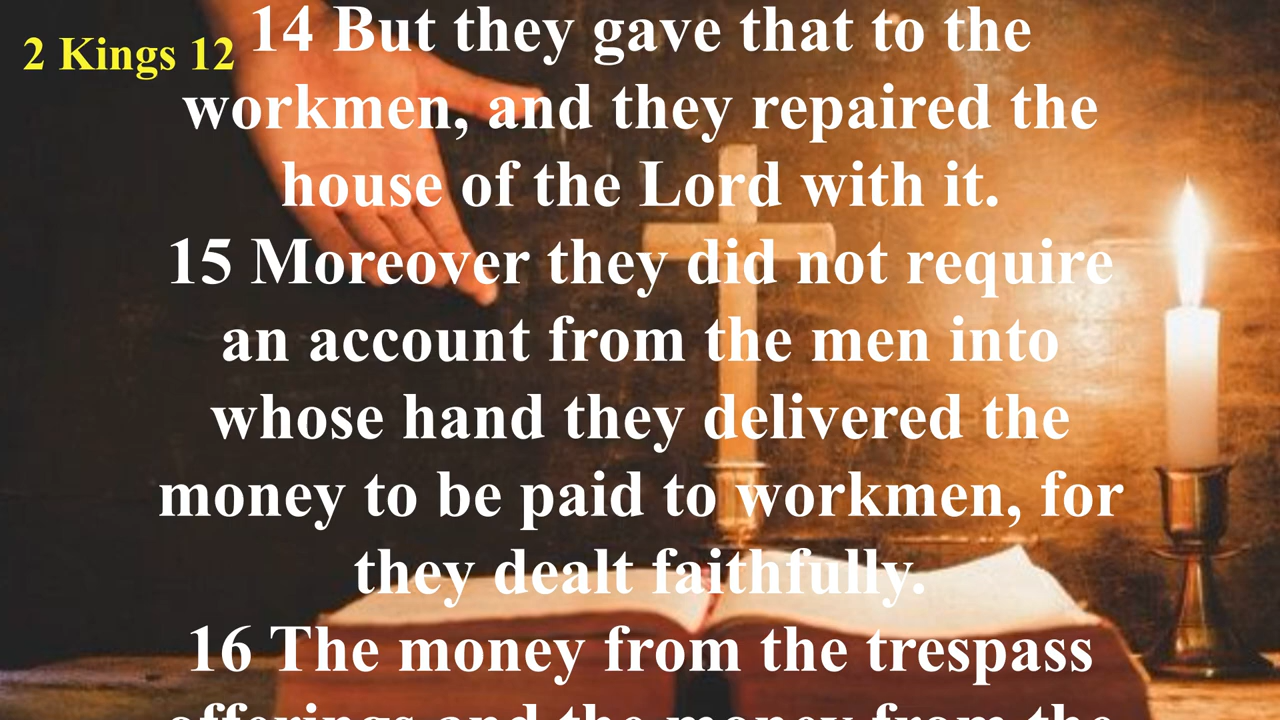 2 Kings 12
14 But they gave that to the
workmen, and they repaired the
house of the Lord with it.
15 Moreover they did not require
an account from the men into
whose hand they delivered the
money to be paid to workmen, for
they dealt faithfully.
16 The money from the trespass
offerings and the money from the